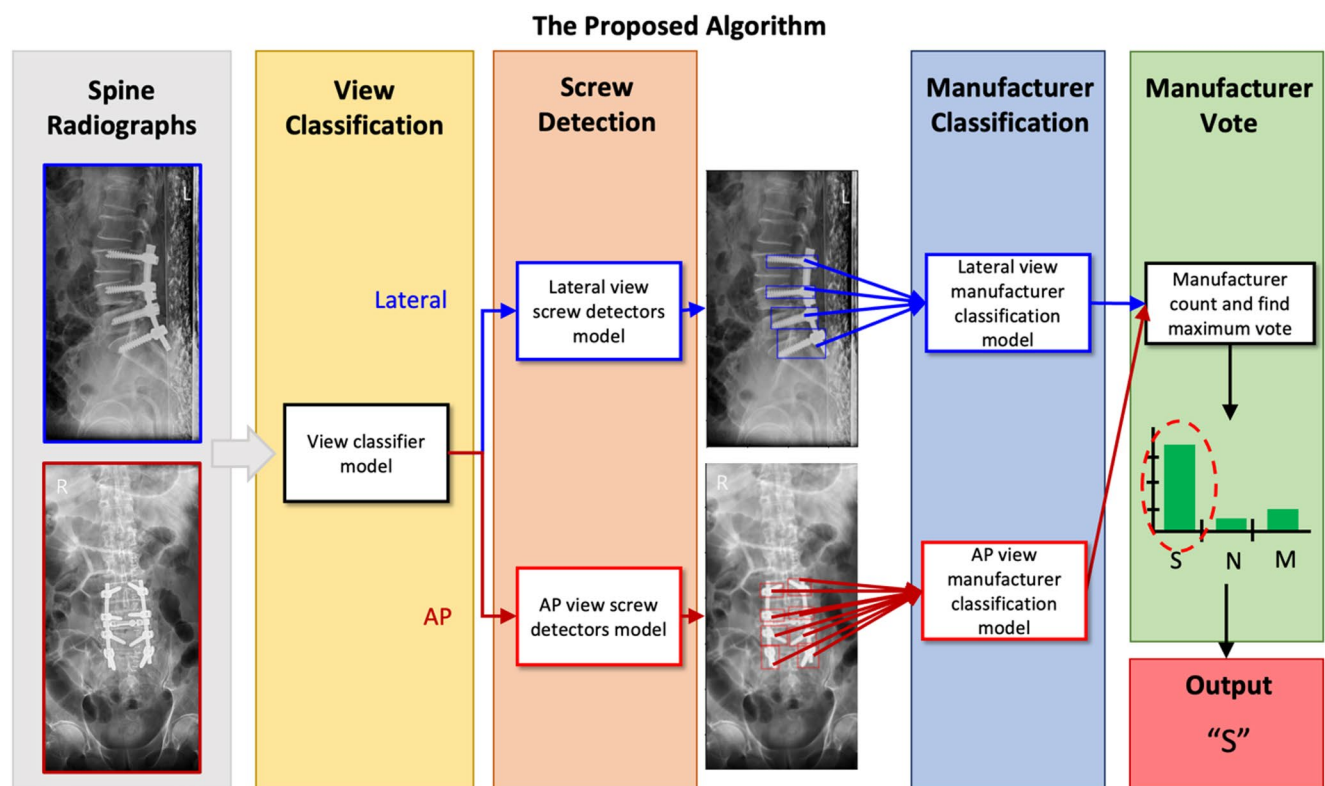 The Proposed Algorithm
Spine
Radiographs
View
Classification
Screw
Detection
Manufacturer
Classification
Manufacturer
Vote
L
L
Lateral
Lateral view
screw detectors
model
Lateral view
manufacturer
classification
model
Manufacturer
count and find
maximum vote
View classifier
model
R
R
AP
AP view screw
detectors model
AP view
manufacturer
classification
model
S N M
Output
“S”